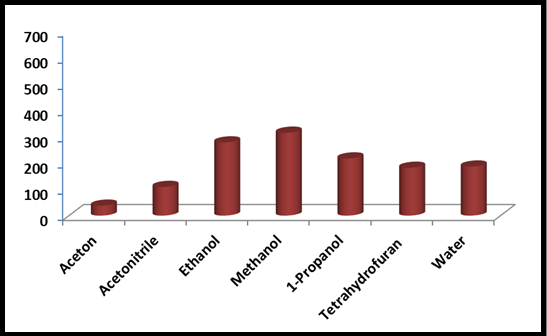 700
600
500
400
300
200
100
0
Aceton
Acetonitrile
Ethanol
Methanol
1-Propanol
Tetrahydrofuran
Water